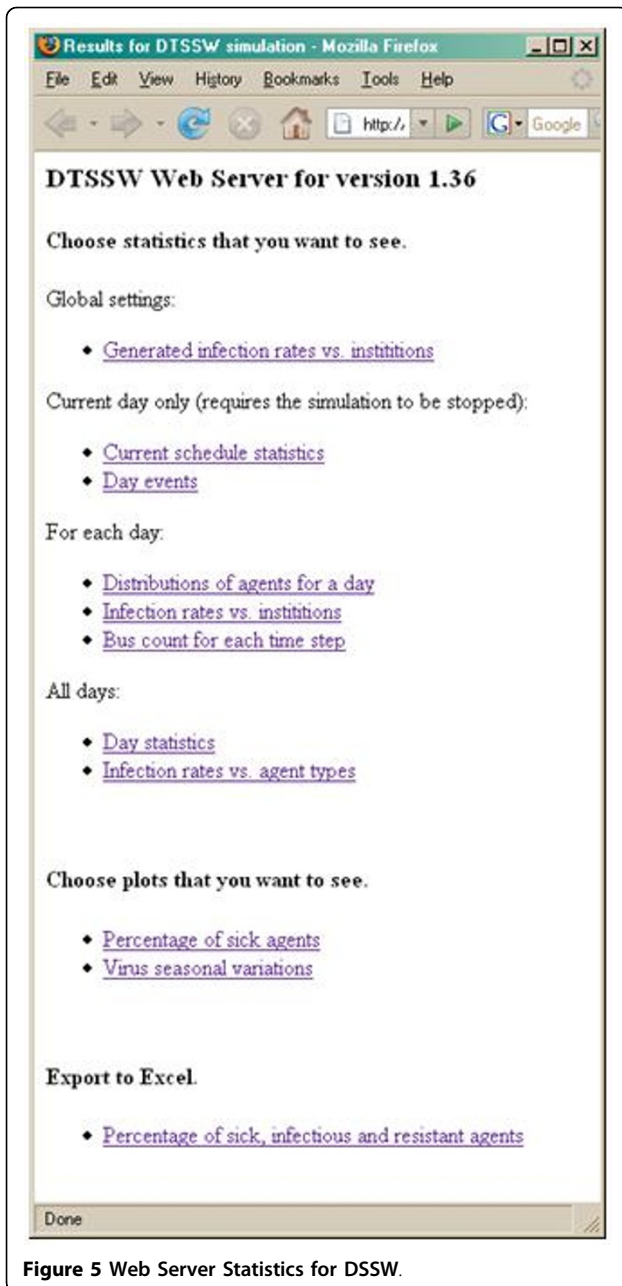 Results for DTSSW simulation - Mozilla Firefox
File Edit View History Bookmarks Tools Help
http:/, G Google
DTSSW Web Server for version 1.36
Choose statistics that you want to see.
Global settings:
Generated infection rates vs. instititions
Current day only (requires the simulation to be stopped):
Current schedule statistics
Day events
For each day:
Distributions of agents for a day
Infection rates vs. instititions
Bus count for each time step
All days:
Day statistics
Infection rates vs. agent types
Choose plots that you want to see.
Percentage of sick agents
Virus seasonal variations
Export to Excel.
Percentage of sick, infectious and resistant agents
Done
Figure 5 Web Server Statistics for DSSW.